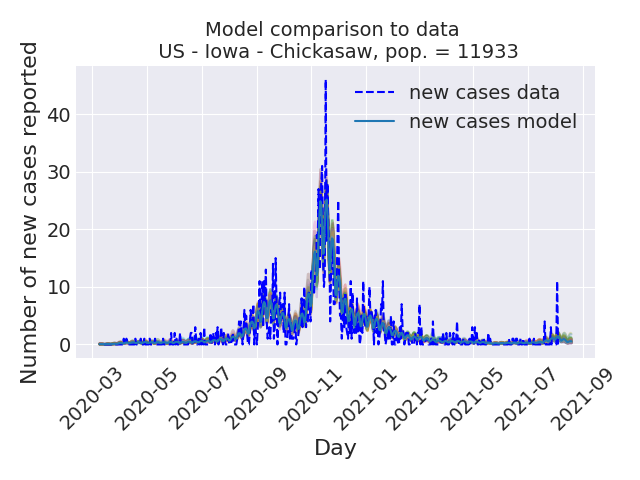 Model comparison to data
US - Iowa - Chickasaw, pop. = 11933
new cases data
new cases model
Number of new cases reported
40
30
20
10
0
2020-03
2020-05
2020-07
2020-09
2020-11
2021-01
2021-03
2021-05
2021-07
2021-09
Day